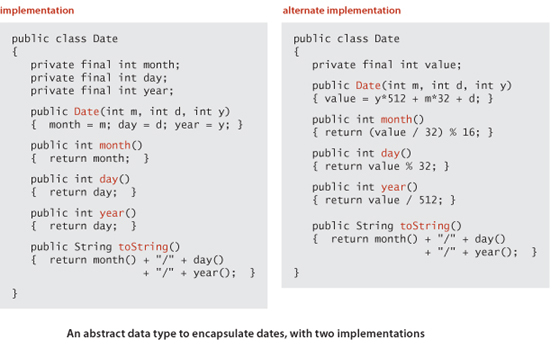 implementation
public class Date
{
private final int month;
private final int day;
private final int year;
public Date(int m, int d, int y)
{ month = m; day = d; year = y; }
public int month()
{ return month; }
public int day()
{ return day; }
public int year()
{ return day; }
public String toString()
{ return month() + "/" + day()
+ "/" + year(); }
}
alternate implementation
public class Date
{
private final int value;
public Date(int m, int d, int y)
{ value = y*512 + m*32 + d; }
public int month()
{ return (value / 32) % 16; }
public int day()
{ return value % 32; }
public int year()
{ return value / 512; }
public String toString()
{ return month() + "/" + day()
+ "/" + year(); }
}
An abstract data type to encapsulate dates, with two implementations